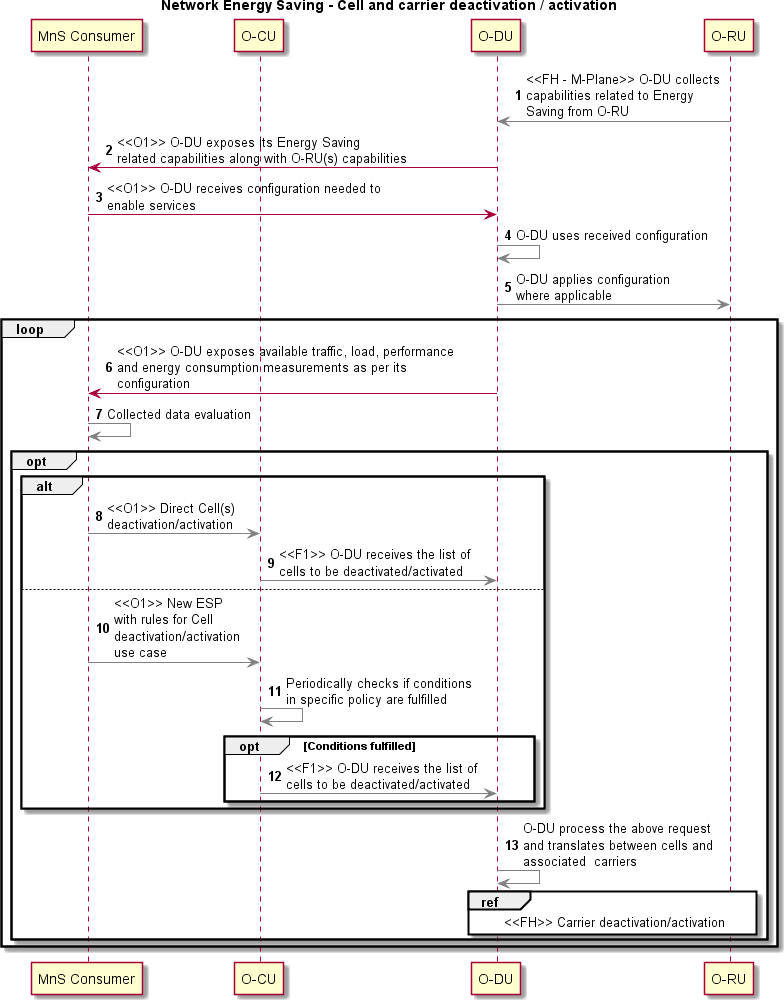 Network Energy Saving - Cell and carrier deactivation / activation
MnS Consumer
O-CU
O-DU
O-RU
<<FH - M-Plane>> O-DU collects
1 capabilities related to Energy
Saving from O-RU
2 <<O1>> O-DU exposes its Energy Saving
related capabilities along with O-RU(s) capabilities
3 <<O1>> O-DU receives configuration needed to
enable services
4 O-DU uses received configuration
5 O-DU applies configuration
where applicable
loop
<<O1>> O-DU exposes available traffic, load, performance
6 and energy consumption measurements as per its
configuration
7 Collected data evaluation
opt
alt
8 <<O1>> Direct Cell(s)
deactivation/activation
9 <<F1>> O-DU receives the list of
cells to be deactivated/activated
<<O1>> New ESP
with rules for Cell
10 deactivation/activation
use case
11 Periodically checks if conditions
in specific policy are fulfilled
opt [Conditions fulfilled]
12 <<F1>> O-DU receives the list of
cells to be deactivated/activated
O-DU process the above request
13 and translates between cells and
associated carriers
ref
<<FH>> Carrier deactivation/activation
MnS Consumer
O-CU
O-DU
O-RU